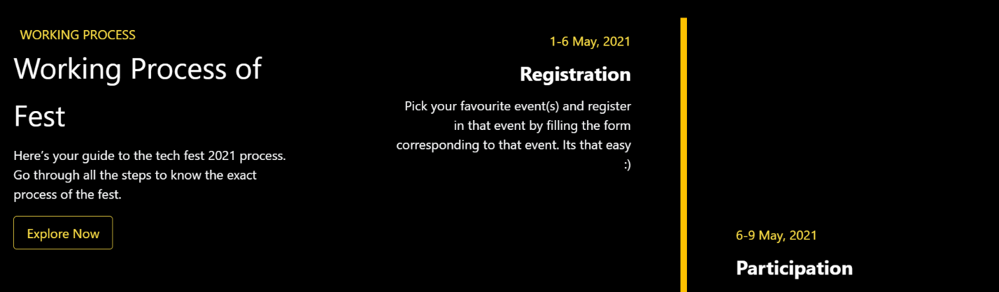 WORKING PROCESS
Working Process of
Fest
Here's your guide to the tech fest 2021 process.
Go through all the steps to know the exact
process of the fest.
Explore Now
1-6 May, 2021
Registration
Pick your favourite event(s) and register
in that event by filling the form
corresponding to that event. Its that easy
:)
6-9 May, 2021
Participation